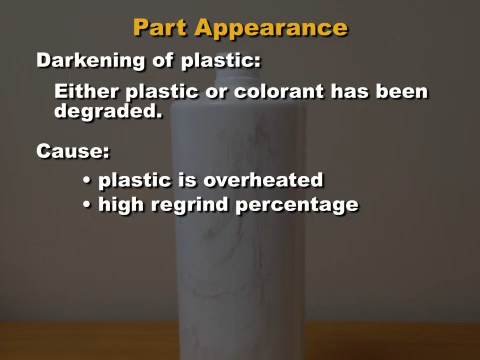 Part Appearance
Darkening of plastic:
Either plastic or colorant has been
degraded.
Cause:
• plastic is overheated
• high regrind percentage